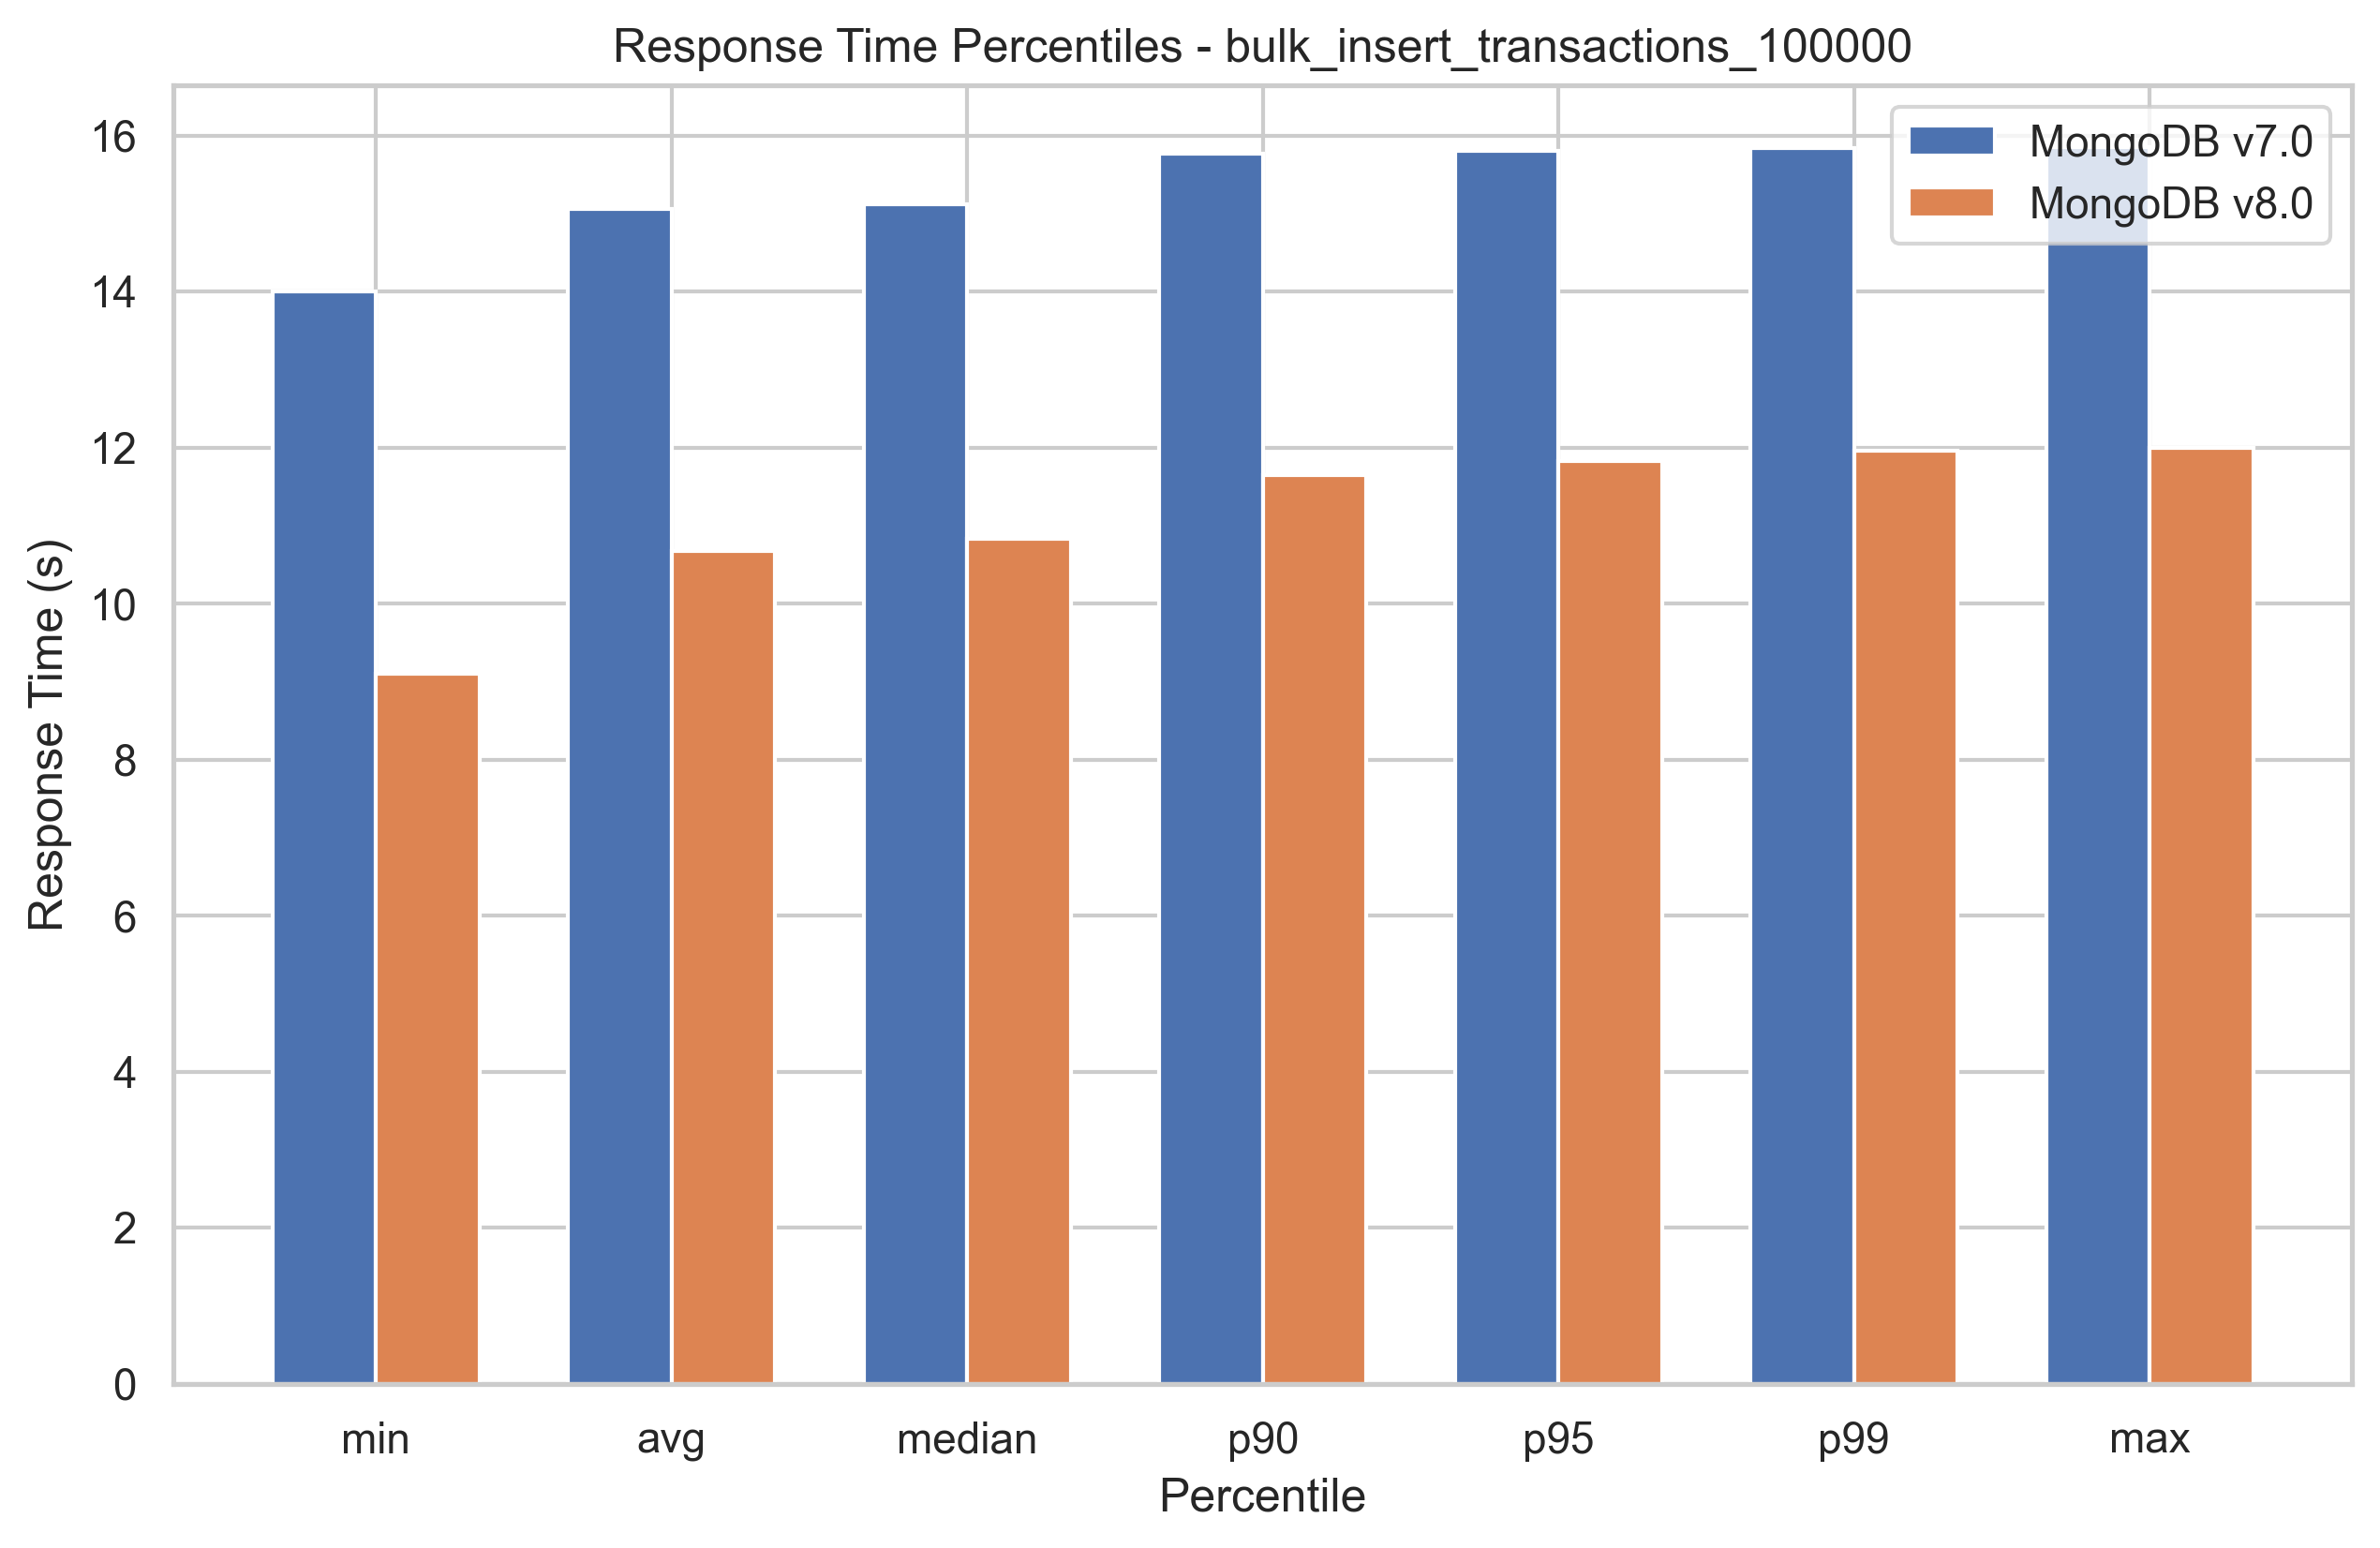 Response Time Percentiles - bulk_insert_transactions_100000
MongoDB v7.0
MongoDB v8.0
Response Time (s)
16
14
12
10
8
6
4
2
0
min avg median p90 p95 p99 max
Percentile